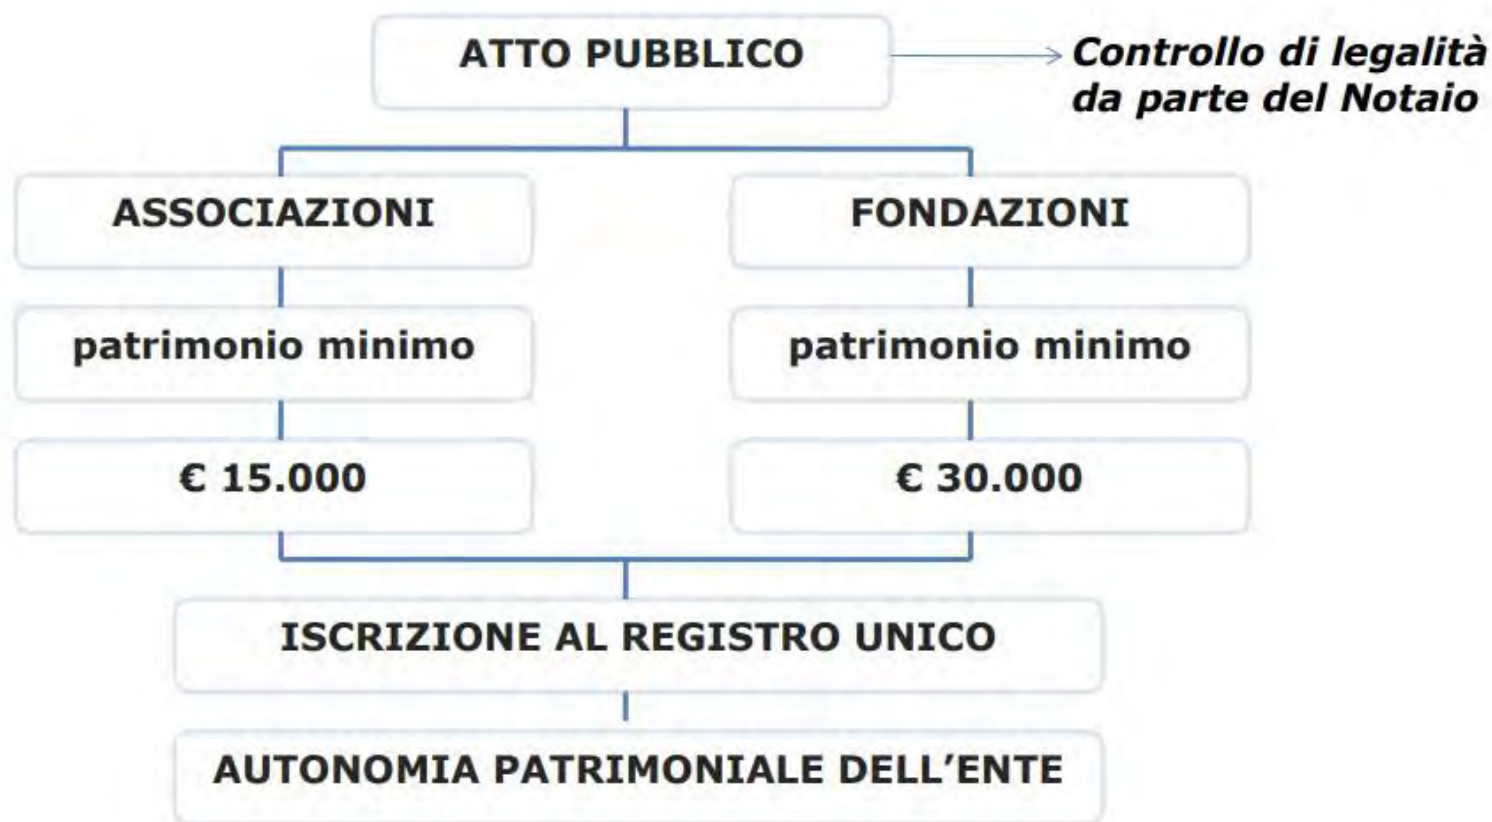 ATTO PUBBLICO
Controllo di legalità
da parte del Notaio
ASSOCIAZIONI
FONDAZIONI
patrimonio minimo
patrimonio minimo
€ 15.000
€ 30.000
ISCRIZIONE AL REGISTRO UNICO
AUTONOMIA PATRIMONIALE DELL’ENTE